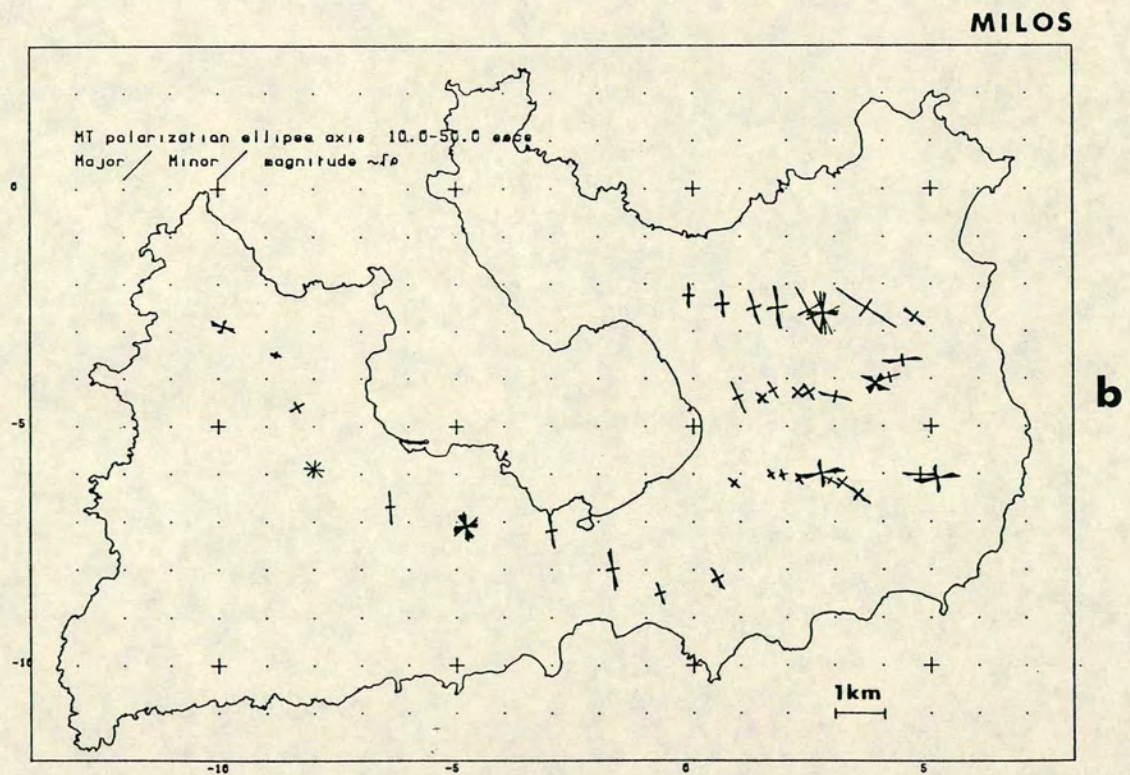 MILOS
MT polarization ellipse axis 10.0-50.0 secs
Major Minor magnitude ~√ρ
0
-5
b
-10
1km
-10 -5 0 5